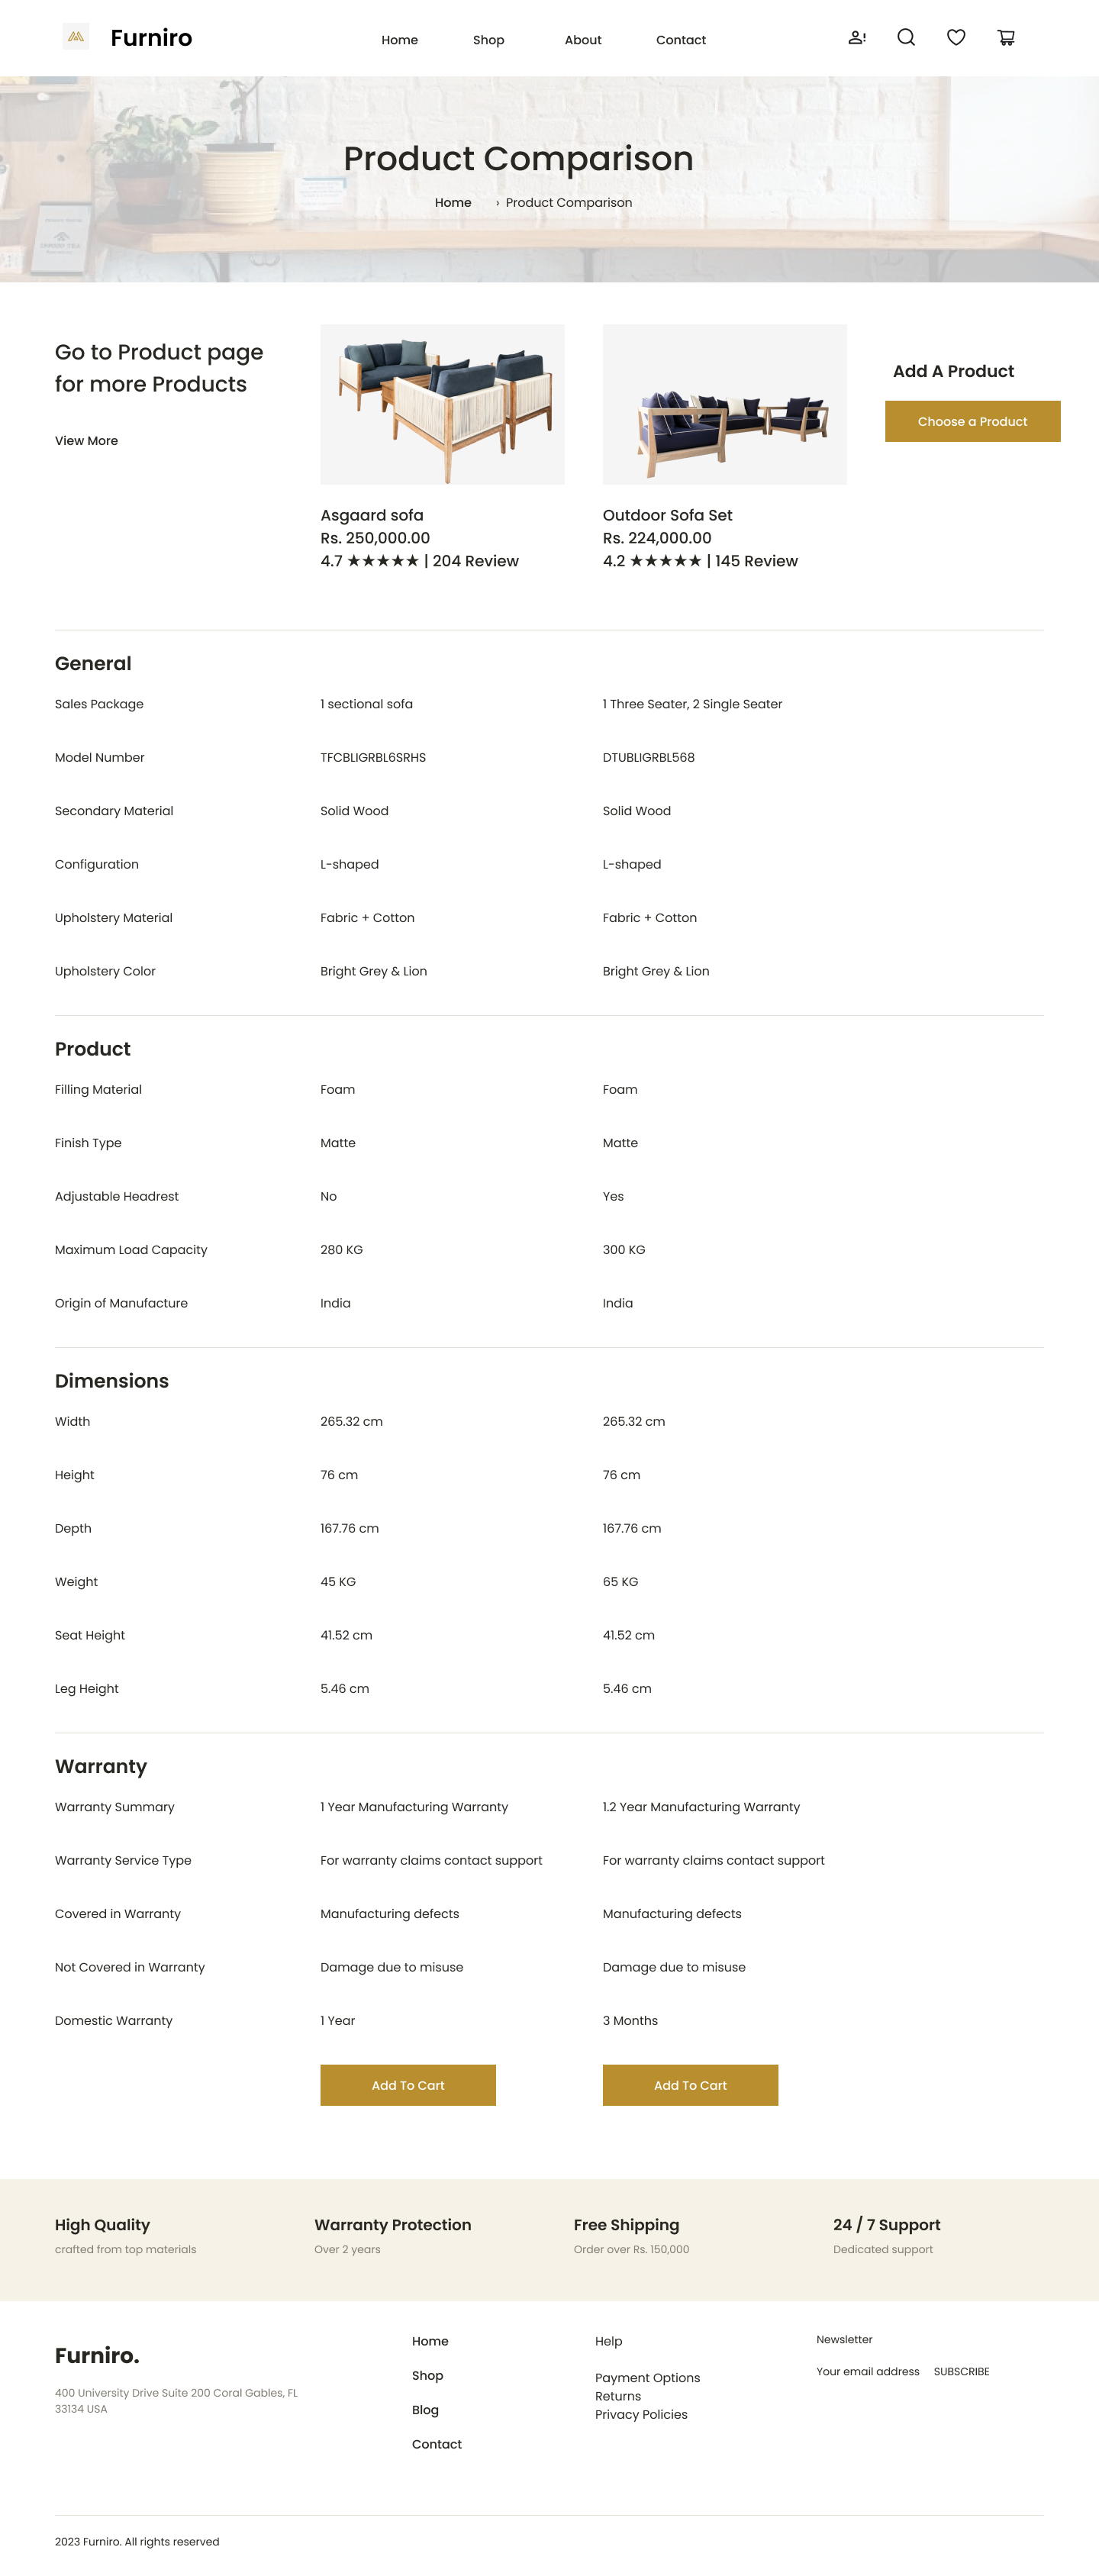 Furniro
Home Shop About Contact
Product Comparison
Home › Product Comparison
Go to Product page
for more Products
View More
Add A Product
Choose a Product
Asgaard sofa
Rs. 250,000.00
4.7 ★★★★★ | 204 Review
Outdoor Sofa Set
Rs. 224,000.00
4.2 ★★★★★ | 145 Review
General
Sales Package 1 sectional sofa 1 Three Seater, 2 Single Seater
Model Number TFCBLIGRBL6SRHS DTUBLIGRBL568
Secondary Material Solid Wood Solid Wood
Configuration L-shaped L-shaped
Upholstery Material Fabric + Cotton Fabric + Cotton
Upholstery Color Bright Grey & Lion Bright Grey & Lion
Product
Filling Material Foam Foam
Finish Type Matte Matte
Adjustable Headrest No Yes
Maximum Load Capacity 280 KG 300 KG
Origin of Manufacture India India
Dimensions
Width 265.32 cm 265.32 cm
Height 76 cm 76 cm
Depth 167.76 cm 167.76 cm
Weight 45 KG 65 KG
Seat Height 41.52 cm 41.52 cm
Leg Height 5.46 cm 5.46 cm
Warranty
Warranty Summary 1 Year Manufacturing Warranty 1.2 Year Manufacturing Warranty
Warranty Service Type For warranty claims contact support For warranty claims contact support
Covered in Warranty Manufacturing defects Manufacturing defects
Not Covered in Warranty Damage due to misuse Damage due to misuse
Domestic Warranty 1 Year 3 Months
Add To Cart Add To Cart
High Quality
crafted from top materials
Warranty Protection
Over 2 years
Free Shipping
Order over Rs. 150,000
24 / 7 Support
Dedicated support
Furniro.
400 University Drive Suite 200 Coral Gables, FL
33134 USA
Home
Shop
Blog
Contact
Help
Payment Options
Returns
Privacy Policies
Newsletter
Your email address SUBSCRIBE
2023 Furniro. All rights reserved